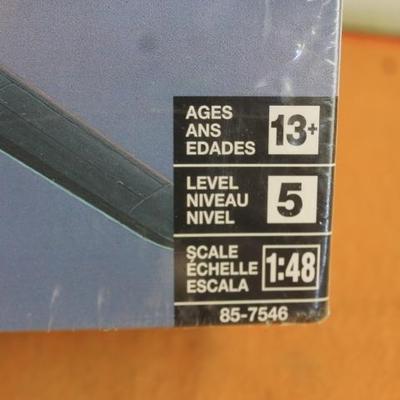 AGES
ANS
EDADES
13+
LEVEL
NIVEAU
NIVEL
5
SCALE
ÉCHELLE
ESCALA
1:48
85-7546